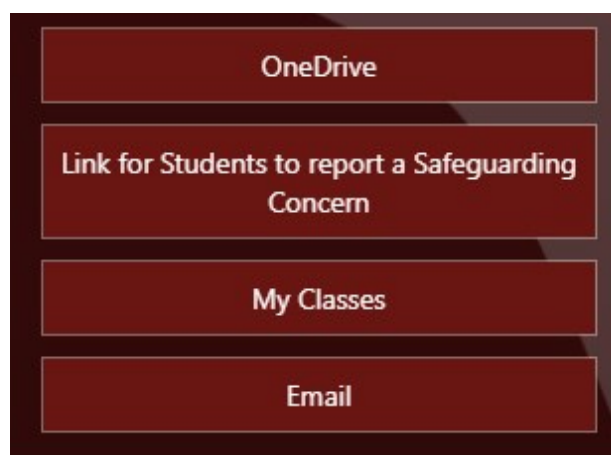 OneDrive
Link for Students to report a Safeguarding
Concern
My Classes
Email